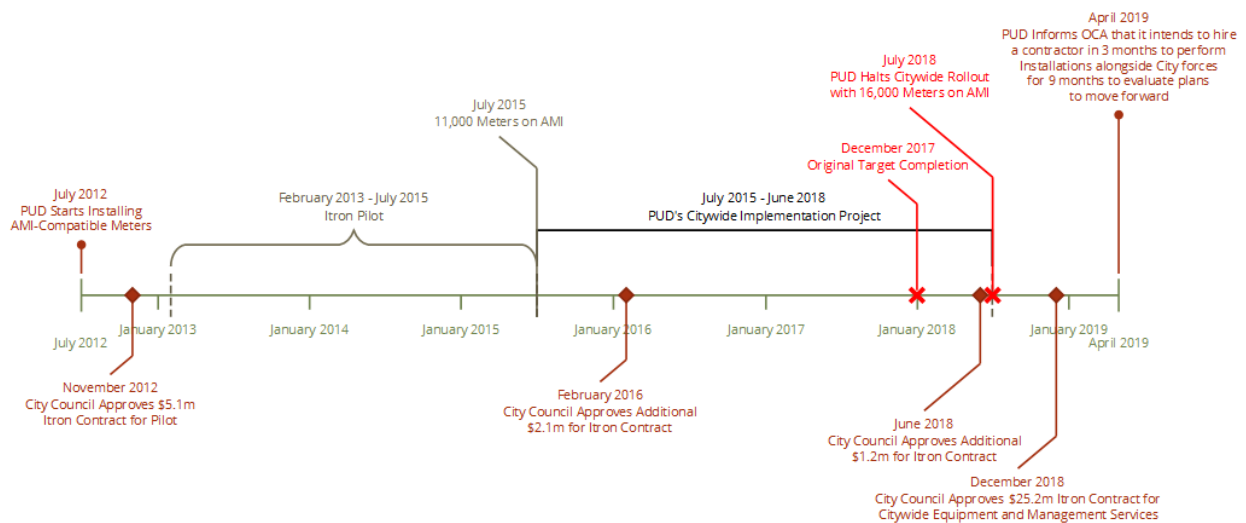 April 2019
PUD Informs OCA that it intends to hire
a contractor in 3 months to perform
Installations alongside City forces
for 9 months to evaluate plans
to move forward
July 2018
PUD Halts Citywide Rollout
with 16,000 Meters on AMI
July 2015
11,000 Meters on AMI
December 2017
Original Target Completion
July 2012
PUD Starts Installing
AMI-Compatible Meters
February 2013 - July 2015
Itron Pilot
July 2015 - June 2018
PUD's Citywide Implementation Project
July 2012
January 2013
January 2014
January 2015
January 2016
January 2017
January 2018
January 2019
April 2019
November 2012
City Council Approves $5.1m
Itron Contract for Pilot
February 2016
City Council Approves Additional
$2.1m for Itron Contract
June 2018
City Council Approves Additional
$1.2m for Itron Contract
December 2018
City Council Approves $25.2m Itron Contract for
Citywide Equipment and Management Services